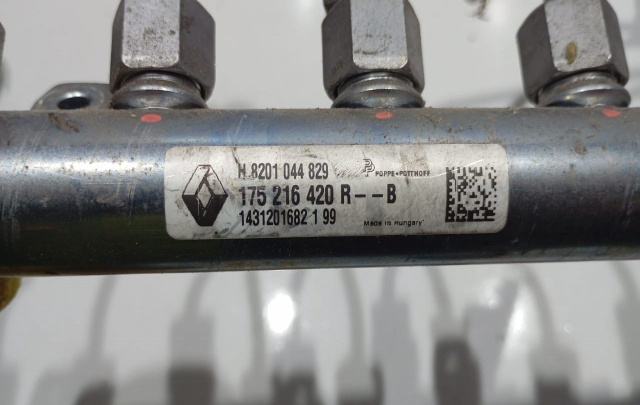 H 8201 044 829
POPPE+POTTHOFF
175 216 420 R--B
1431201682 1 99
Made in Hungary